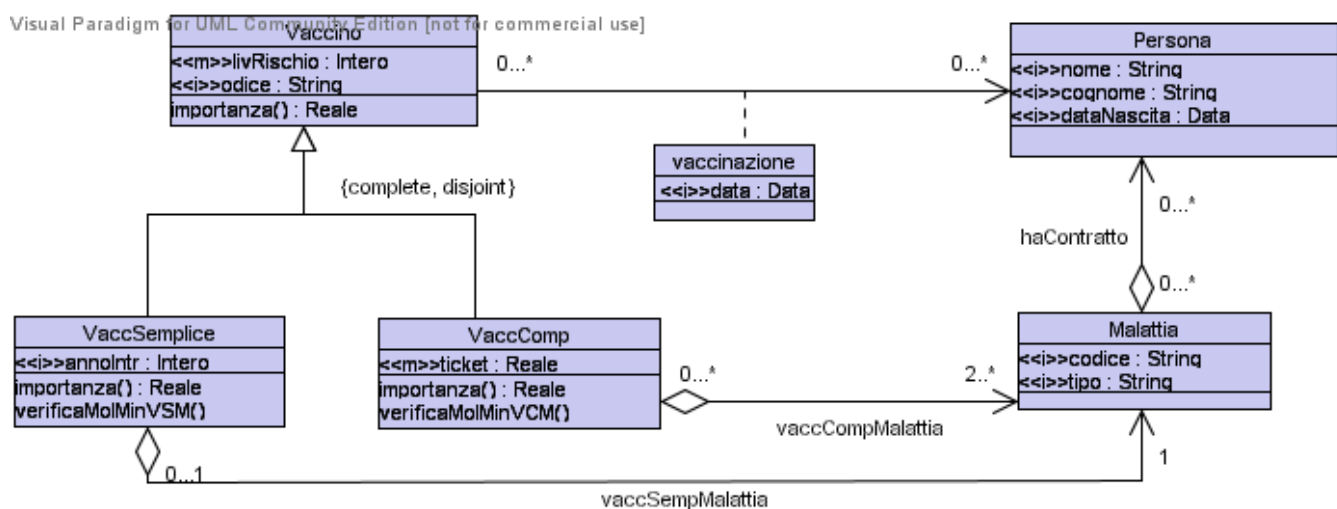 Visual Paradigm for UML Community Edition [not for commercial use]
Vaccino
<<m>>livRischio : Intero
<<i>>odice : String
importanza() : Reale
0...*
0...*
Persona
<<i>>nome : String
<<i>>cognome : String
<<i>>dataNascita : Data
vaccinazione
<<i>>data : Data
{complete, disjoint}
0...*
haContratto
0...*
VaccSemplice
<<i>>annoIntr : Intero
importanza() : Reale
verificaMolMinVSM()
VaccComp
<<m>>ticket : Reale
importanza() : Reale
verificaMolMinVCM()
0...*
2..*
vaccCompMalattia
Malattia
<<i>>codice : String
<<i>>tipo : String
0...1
1
vaccSempMalattia